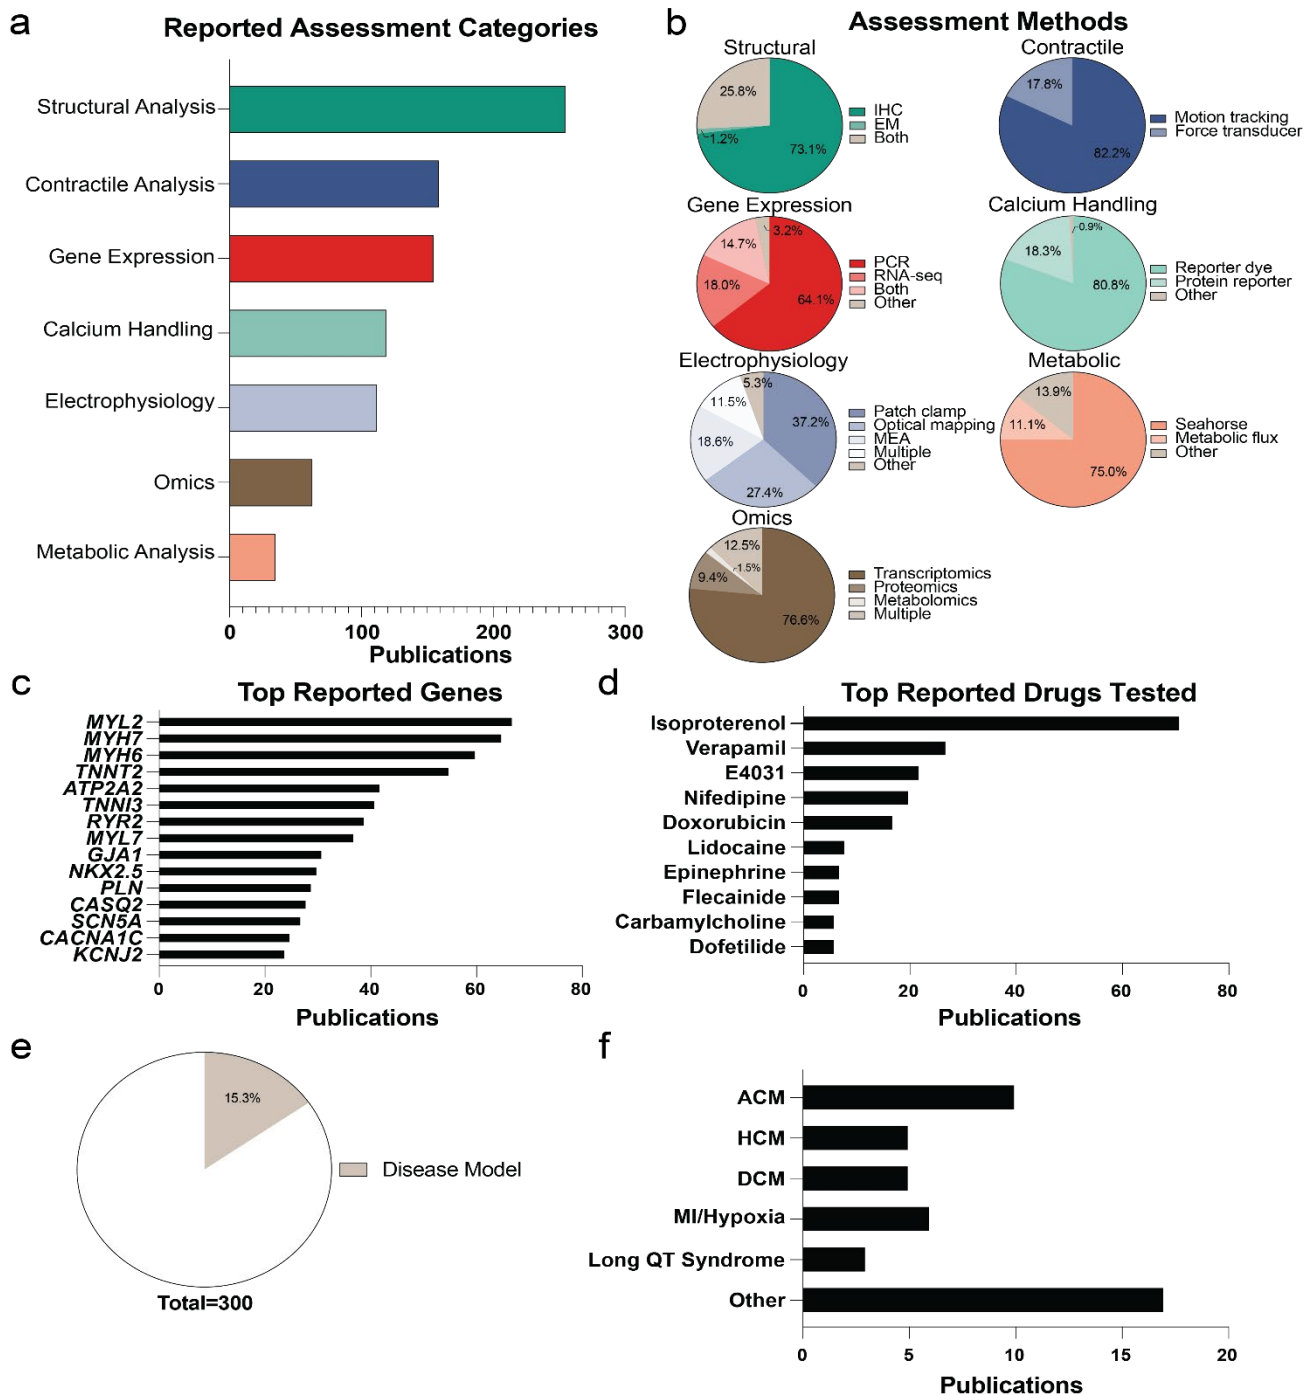 a
Reported Assessment Categories
Structural Analysis
Contractile Analysis
Gene Expression
Calcium Handling
Electrophysiology
Omics
Metabolic Analysis
0 100 200 300
Publications
b
Assessment Methods
Structural
25.8%
1.2%
73.1%
IHC
EM
Both
Contractile
17.8%
82.2%
Motion tracking
Force transducer
Gene Expression
3.2%
14.7%
18.0%
64.1%
PCR
RNA-seq
Both
Other
Calcium Handling
0.9%
18.3%
80.8%
Reporter dye
Protein reporter
Other
Electrophysiology
5.3%
11.5%
37.2%
18.6%
27.4%
Patch clamp
Optical mapping
MEA
Multiple
Other
Metabolic
13.9%
11.1%
75.0%
Seahorse
Metabolic flux
Other
Omics
12.5%
1.5%
9.4%
76.6%
Transcriptomics
Proteomics
Metabolomics
Multiple
c
Top Reported Genes
MYL2
MYH7
MYH6
TNNT2
ATP2A2
TNNI3
RYR2
MYL7
GJA1
NKX2.5
PLN
CASQ2
SCN5A
CACNA1C
KCNJ2
0 20 40 60 80
Publications
d
Top Reported Drugs Tested
Isoproterenol
Verapamil
E4031
Nifedipine
Doxorubicin
Lidocaine
Epinephrine
Flecainide
Carbamylcholine
Dofetilide
0 20 40 60 80
Publications
e
15.3%
Disease Model
Total=300
f
ACM
HCM
DCM
MI/Hypoxia
Long QT Syndrome
Other
0 5 10 15 20
Publications